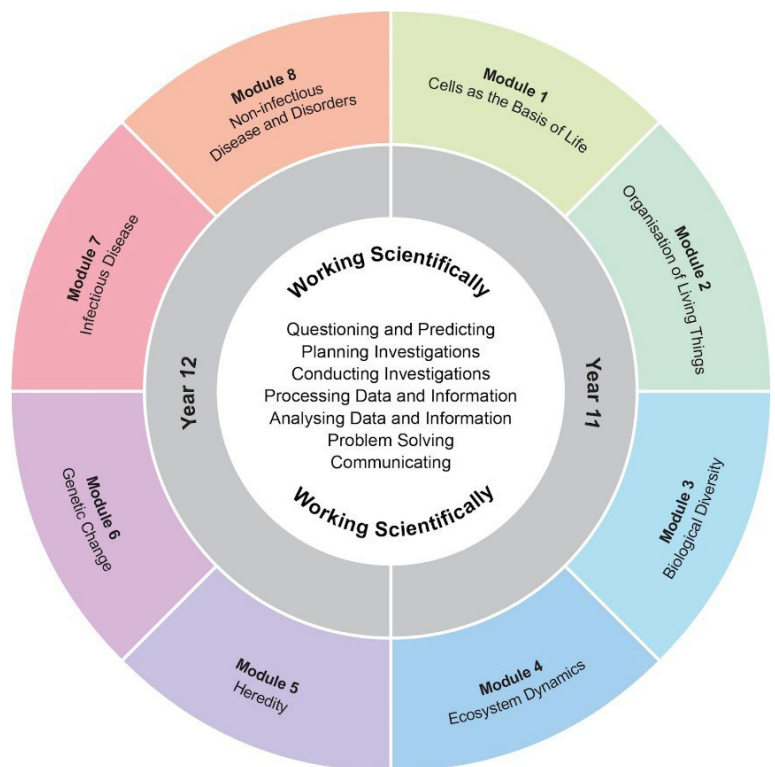 Module 1
Cells as the Basis of Life
Module 2
Organisation of Living Things
Module 3
Biological Diversity
Module 4
Ecosystem Dynamics
Module 5
Heredity
Module 6
Genetic Change
Module 7
Infectious Disease
Module 8
Non-infectious
Disease and Disorders
Year 11
Year 12
Working Scientifically
Questioning and Predicting
Planning Investigations
Conducting Investigations
Processing Data and Information
Analysing Data and Information
Problem Solving
Communicating
Working Scientifically